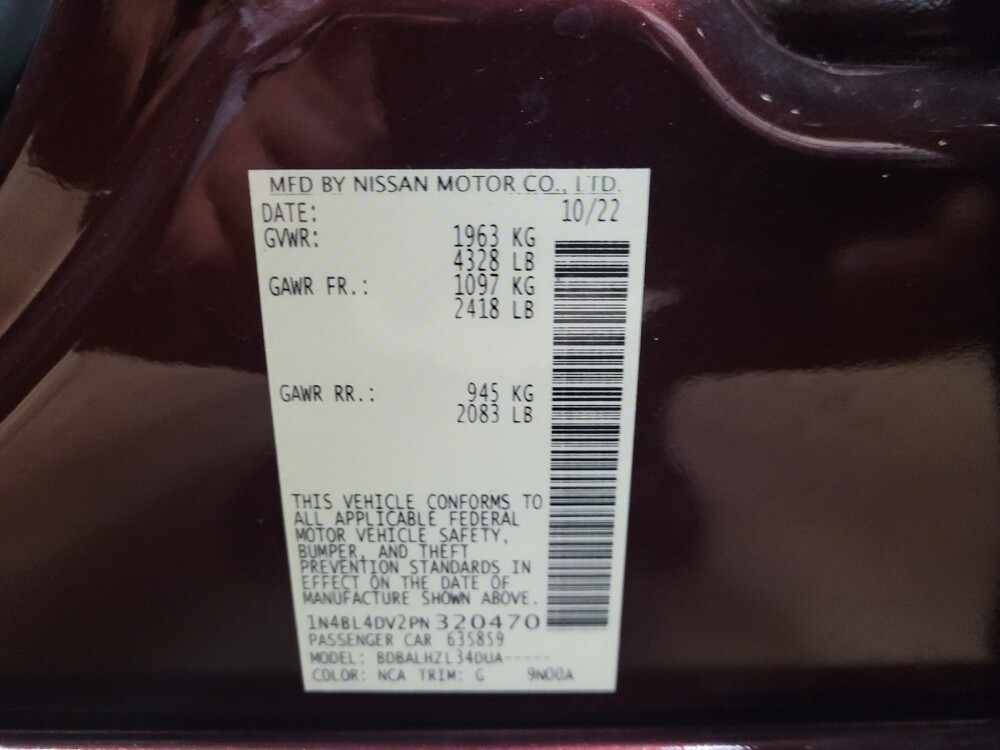 MFD BY NISSAN MOTOR CO., LTD.
DATE: 10/22
GVWR: 1963 KG
4328 LB
GAWR FR.: 1097 KG
2418 LB
GAWR RR.: 945 KG
2083 LB
THIS VEHICLE CONFORMS TO
ALL APPLICABLE FEDERAL
MOTOR VEHICLE SAFETY,
BUMPER, AND THEFT
PREVENTION STANDARDS IN
EFFECT ON THE DATE OF
MANUFACTURE SHOWN ABOVE.
1N4BL4DV2PN320470
PASSENGER CAR 635859
MODEL: BDBALHZL34DUA-----
COLOR: NCA TRIM: G 9N00A